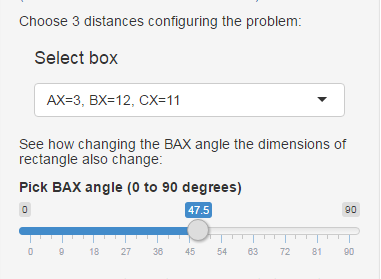 Choose 3 distances configuring the problem:
Select box
AX=3, BX=12, CX=11
See how changing the BAX angle the dimensions of
rectangle also change:
Pick BAX angle (0 to 90 degrees)
0 47.5 90
0 9 18 27 36 45 54 63 72 81 90